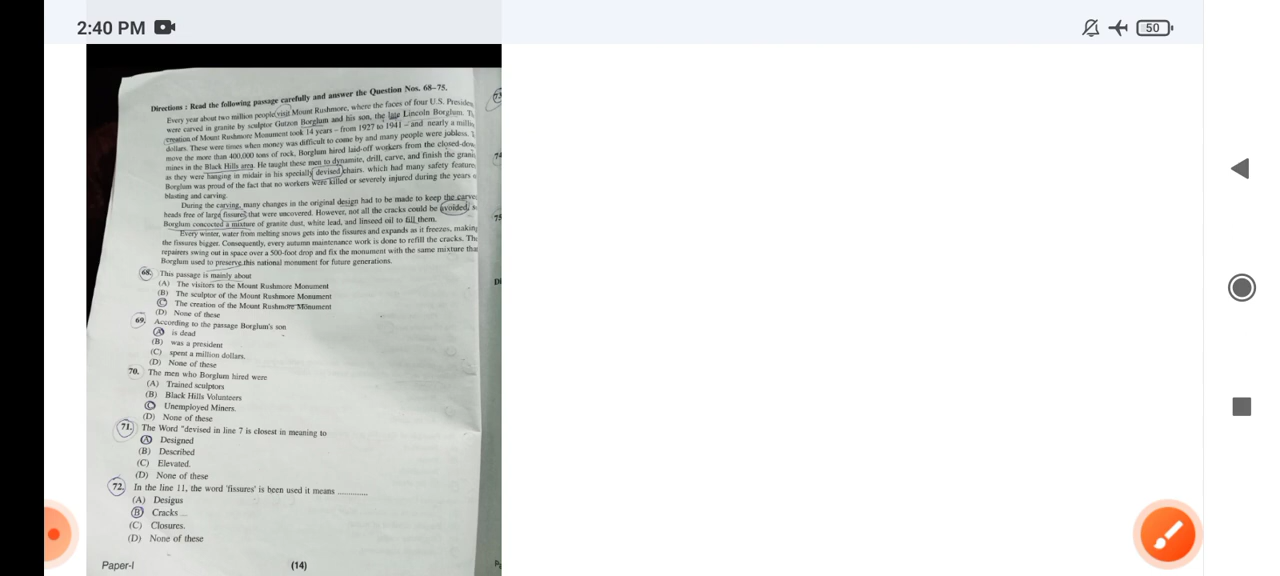 2:40 PM
50
Directions : Read the following passage carefully and answer the Question Nos. 68-75.
Every year about two million people visit Mount Rushmore, where the faces of four U.S.
were carved in granite by sculptor Gutzon Borglum and his son, the late Lincoln Borglum.
creation of Mount Rushmore Monument took 14 years – from 1927 to 1941 – and nearly a
dollars. These were times when money was difficult to come by and many people were jobless.
move the more than 400,000 tons of rock, Borglum hired laid-off workers from the
mines in the Black Hills area. He taught these men to dynamite, drill, carve, and finish the
as they were hanging in midair in his specially devised chairs, which had many safety
Borglum was proud of the fact that no workers were killed or severely injured during the years
blasting and carving.
During the carving, many changes in the original design had to be made to keep the
heads free of large fissures that were uncovered. However, not all the cracks could be avoided,
Borglum concocted a mixture of granite dust, white lead, and linseed oil to fill them.
Every winter, water from melting snows gets into the fissures and expands as it freezes,
the fissures bigger. Consequently, every autumn maintenance work is done to refill the cracks.
repairers swing out in space over a 500-foot drop and fix the monument with the same mixture
Borglum used to preserve this national monument for future generations.
68. This passage is mainly about
(A) The visitors to the Mount Rushmore Monument
(B) The sculptor of the Mount Rushmore Monument
(C) The creation of the Mount Rushmore Monument
(D) None of these
69. According to the passage Borglum's son
(A) is dead
(B) was a president
(C) spent a million dollars.
(D) None of these
70. The men who Borglum hired were
(A) Trained sculptors
(B) Black Hills Volunteers
(C) Unemployed Miners.
(D) None of these
71. The Word "devised in line 7 is closest in meaning to
(A) Designed
(B) Described
(C) Elevated.
(D) None of these
72. In the line 11, the word 'fissures' is been used it means ..............
(A) Desigus
(B) Cracks ..
(C) Closures.
(D) None of these
Paper-I (14)